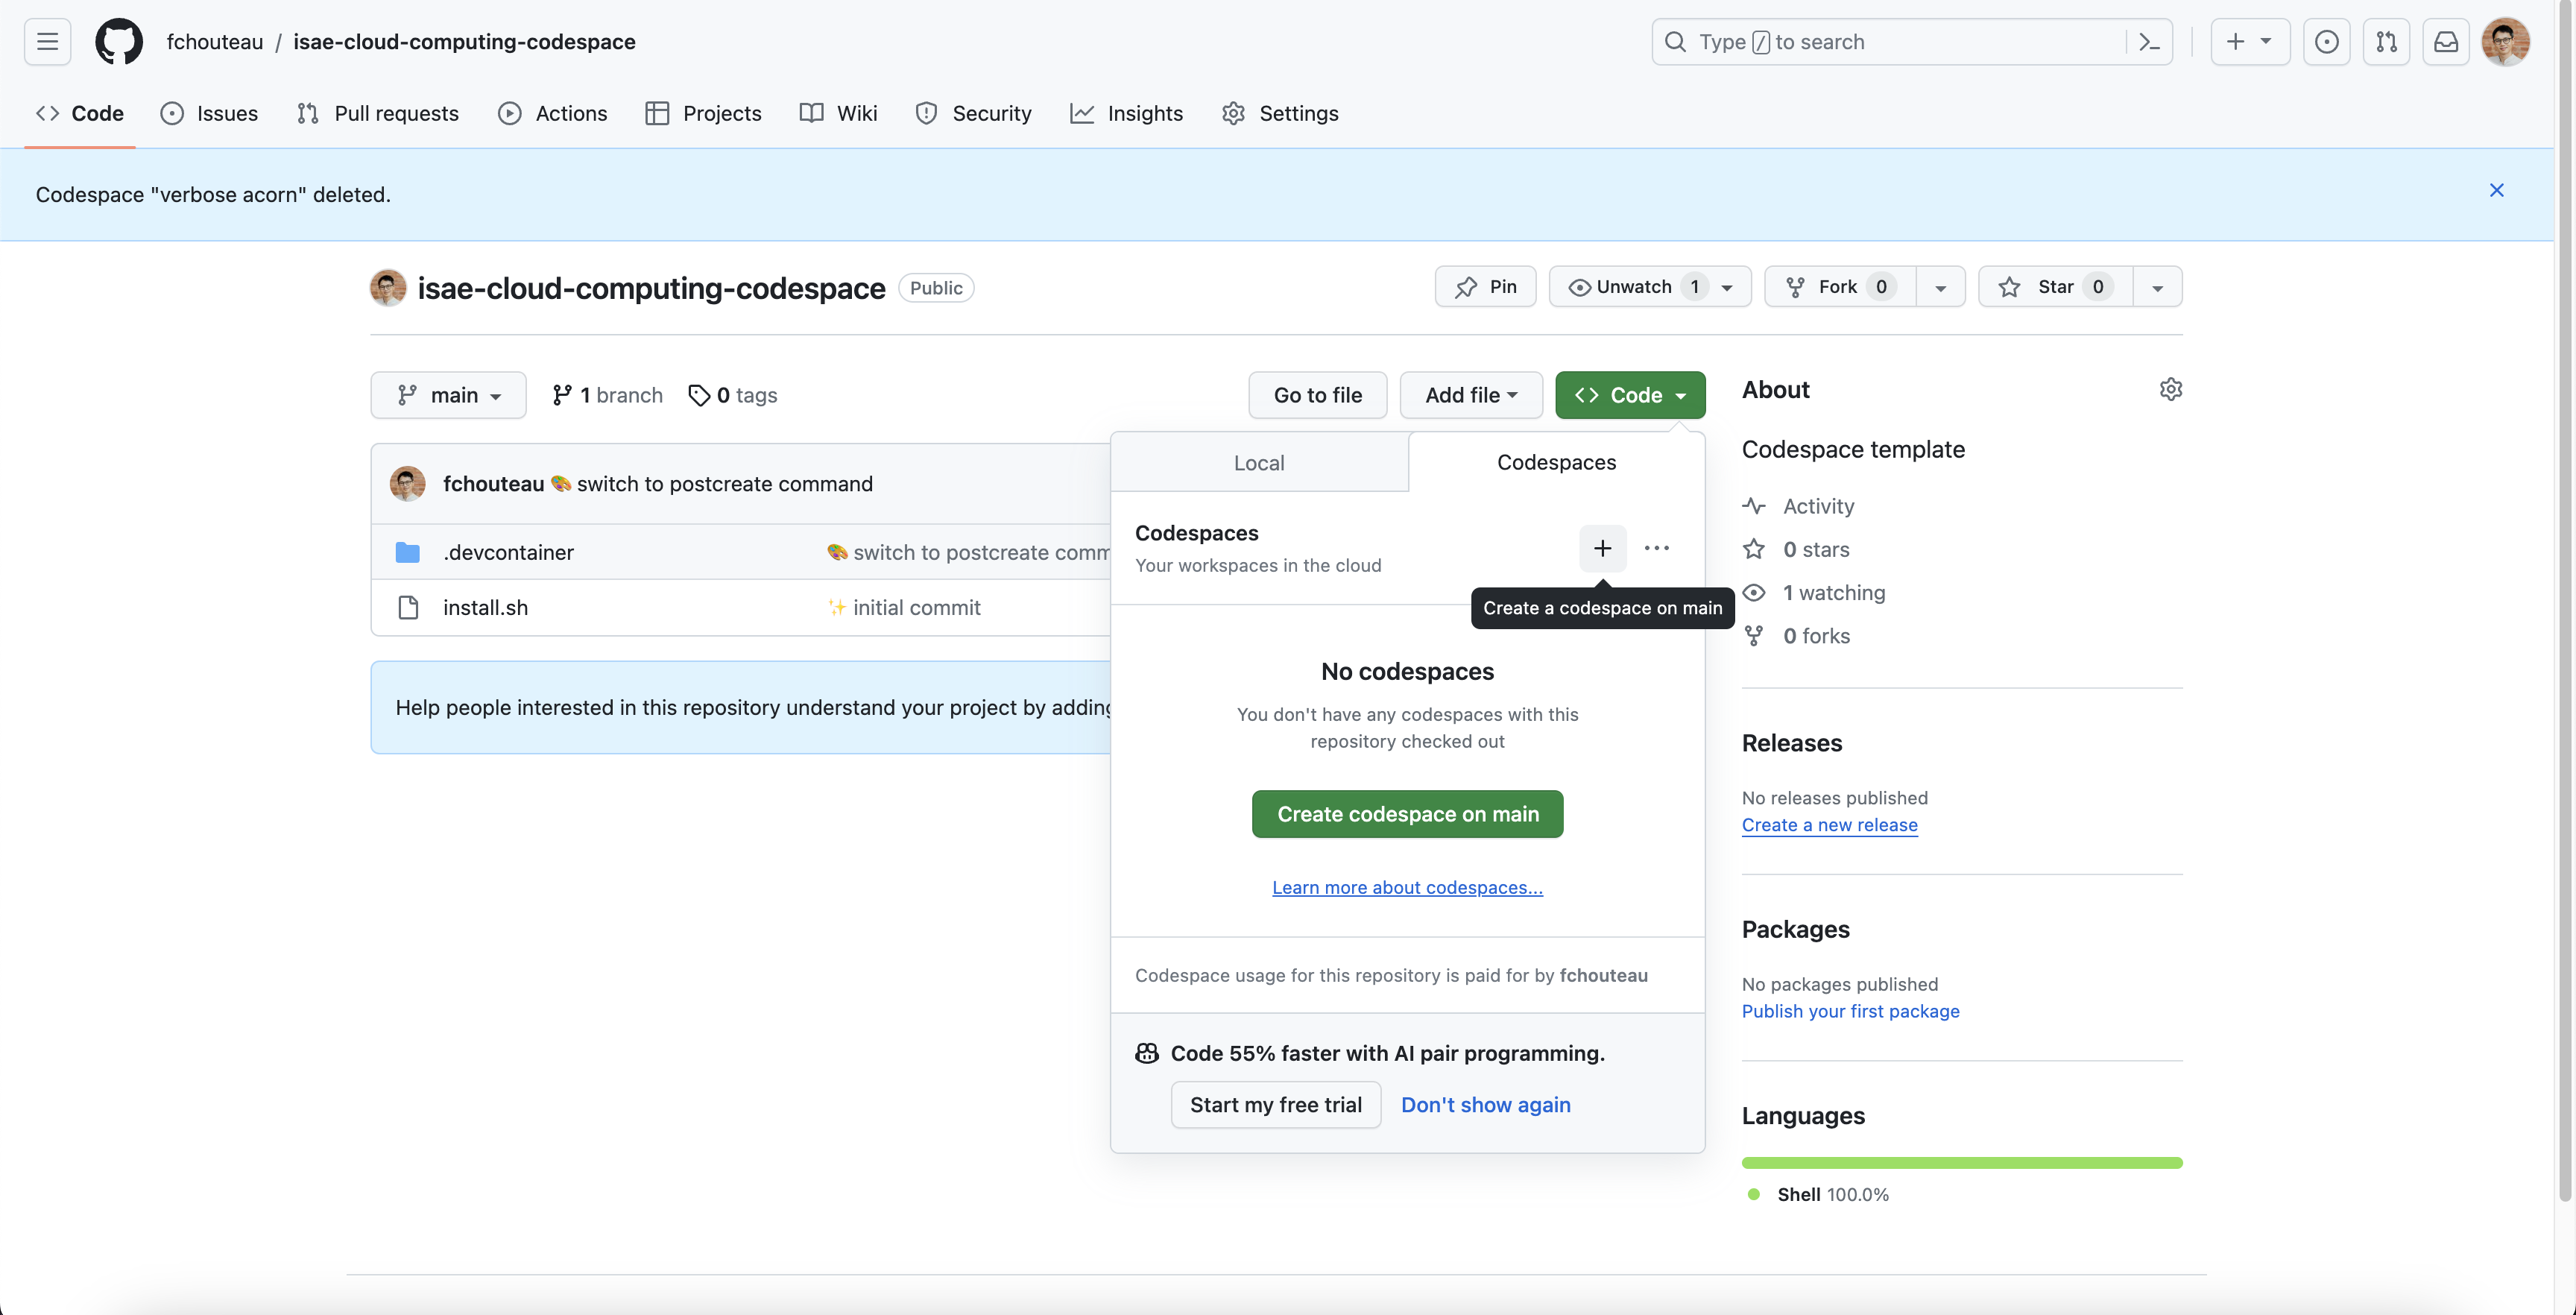 fchouteau / isae-cloud-computing-codespace
Type / to search
Code
Issues
Pull requests
Actions
Projects
Wiki
Security
Insights
Settings
Codespace "verbose acorn" deleted.
isae-cloud-computing-codespace
Public
Pin
Unwatch 1
Fork 0
Star 0
main
1 branch
0 tags
Go to file
Add file
Code
fchouteau 🎨 switch to postcreate command
.devcontainer
🎨 switch to postcreate comm
install.sh
✨ initial commit
Help people interested in this repository understand your project by adding
Local
Codespaces
Codespaces
Your workspaces in the cloud
Create a codespace on main
No codespaces
You don't have any codespaces with this
repository checked out
Create codespace on main
Learn more about codespaces...
Codespace usage for this repository is paid for by fchouteau
Code 55% faster with AI pair programming.
Start my free trial
Don't show again
About
Codespace template
Activity
0 stars
1 watching
0 forks
Releases
No releases published
Create a new release
Packages
No packages published
Publish your first package
Languages
Shell 100.0%